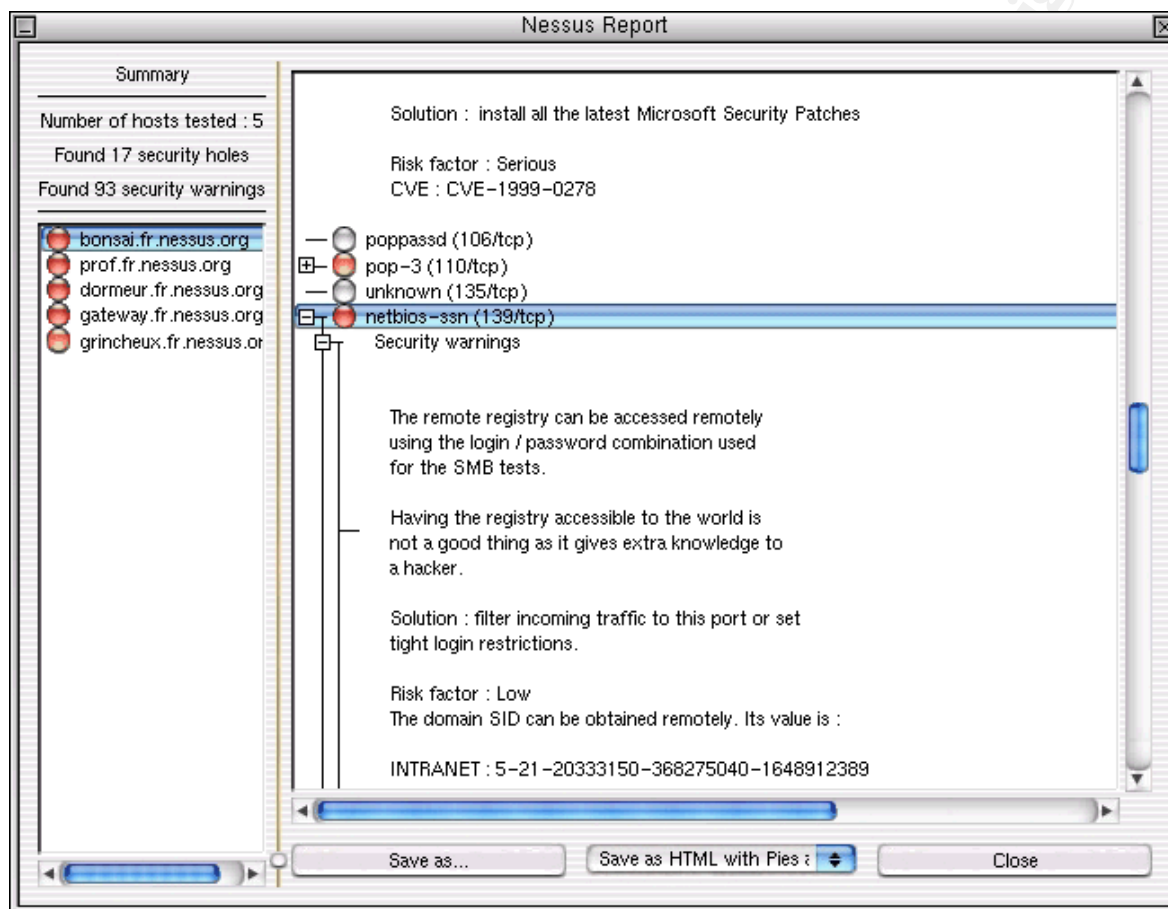 Nessus Report
Summary
Number of hosts tested : 5
Found 17 security holes
Found 93 security warnings
bonsai.fr.nessus.org
prof.fr.nessus.org
dormeur.fr.nessus.org
gateway.fr.nessus.org
grincheux.fr.nessus.or
Solution : install all the latest Microsoft Security Patches
Risk factor : Serious
CVE : CVE-1999-0278
poppassd (106/tcp)
pop-3 (110/tcp)
unknown (135/tcp)
netbios-ssn (139/tcp)
Security warnings
The remote registry can be accessed remotely
using the login / password combination used
for the SMB tests.
Having the registry accessible to the world is
not a good thing as it gives extra knowledge to
a hacker.
Solution : filter incoming traffic to this port or set
tight login restrictions.
Risk factor : Low
The domain SID can be obtained remotely. Its value is :
INTRANET : 5-21-20333150-368275040-1648912389
Save as...
Save as HTML with Pies
Close